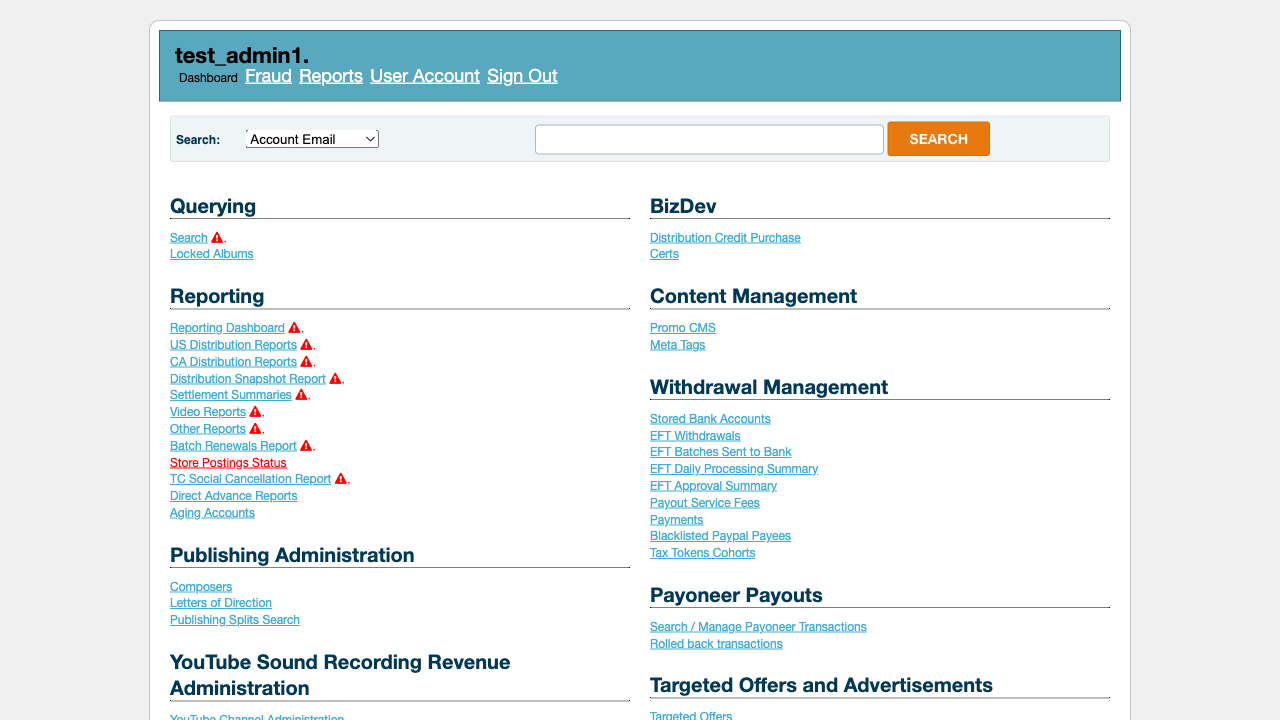 test_admin1.
Dashboard Fraud Reports User Account Sign Out
Search: Account Email SEARCH
Querying
Search .
Locked Albums
Reporting
Reporting Dashboard .
US Distribution Reports .
CA Distribution Reports .
Distribution Snapshot Report .
Settlement Summaries .
Video Reports .
Other Reports .
Batch Renewals Report .
Store Postings Status
TC Social Cancellation Report .
Direct Advance Reports
Aging Accounts
Publishing Administration
Composers
Letters of Direction
Publishing Splits Search
YouTube Sound Recording Revenue
Administration
YouTube Channel Administration
BizDev
Distribution Credit Purchase
Certs
Content Management
Promo CMS
Meta Tags
Withdrawal Management
Stored Bank Accounts
EFT Withdrawals
EFT Batches Sent to Bank
EFT Daily Processing Summary
EFT Approval Summary
Payout Service Fees
Payments
Blacklisted Paypal Payees
Tax Tokens Cohorts
Payoneer Payouts
Search / Manage Payoneer Transactions
Rolled back transactions
Targeted Offers and Advertisements
Targeted Offers